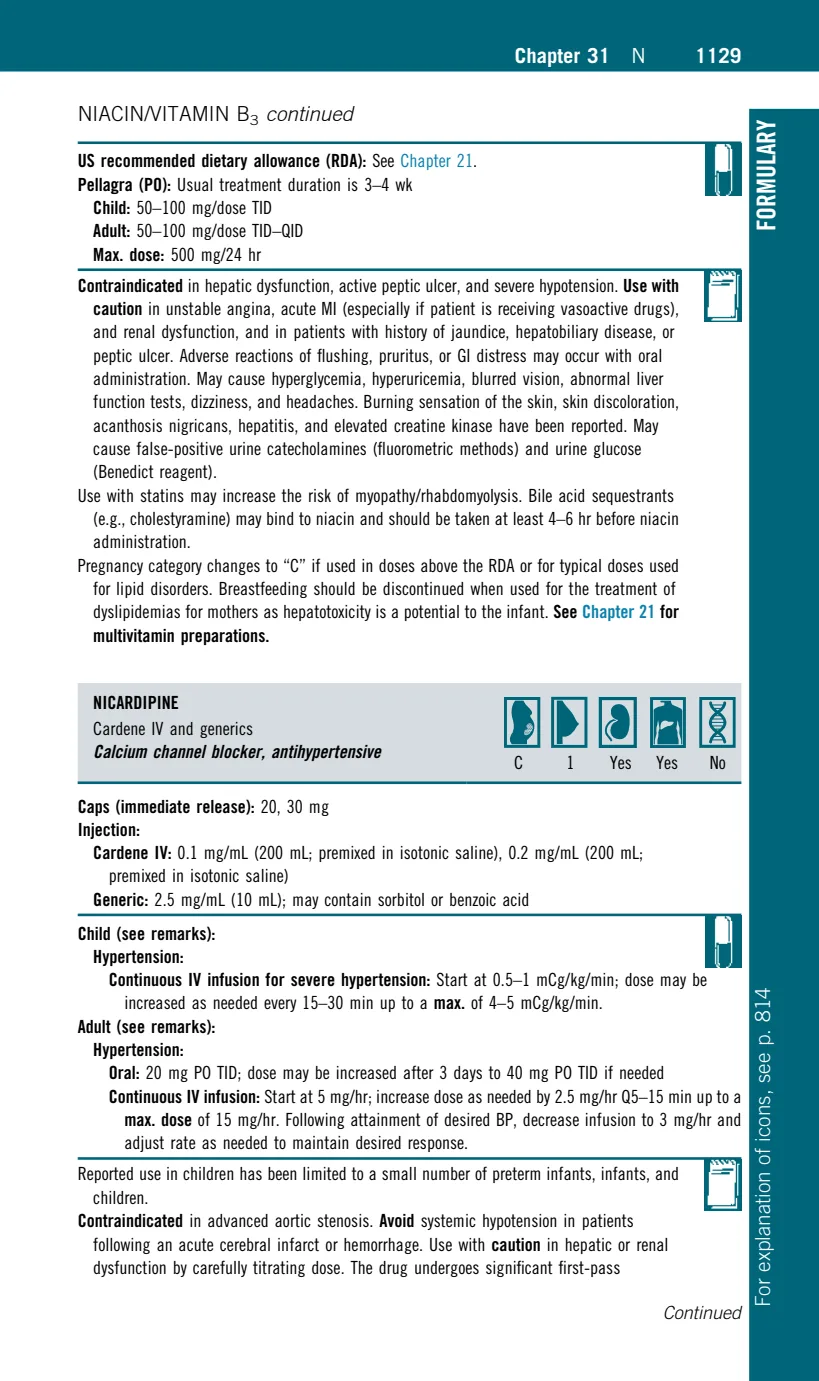 Chapter 31 N 1129
NIACIN/VITAMIN B3 continued
US recommended dietary allowance (RDA): See Chapter 21.
Pellagra (PO): Usual treatment duration is 3–4 wk
Child: 50–100 mg/dose TID
Adult: 50–100 mg/dose TID–QID
Max. dose: 500 mg/24 hr
Contraindicated in hepatic dysfunction, active peptic ulcer, and severe hypotension. Use with
caution in unstable angina, acute MI (especially if patient is receiving vasoactive drugs),
and renal dysfunction, and in patients with history of jaundice, hepatobiliary disease, or
peptic ulcer. Adverse reactions of flushing, pruritus, or GI distress may occur with oral
administration. May cause hyperglycemia, hyperuricemia, blurred vision, abnormal liver
function tests, dizziness, and headaches. Burning sensation of the skin, skin discoloration,
acanthosis nigricans, hepatitis, and elevated creatine kinase have been reported. May
cause false-positive urine catecholamines (fluorometric methods) and urine glucose
(Benedict reagent).
Use with statins may increase the risk of myopathy/rhabdomyolysis. Bile acid sequestrants
(e.g., cholestyramine) may bind to niacin and should be taken at least 4–6 hr before niacin
administration.
Pregnancy category changes to “C” if used in doses above the RDA or for typical doses used
for lipid disorders. Breastfeeding should be discontinued when used for the treatment of
dyslipidemias for mothers as hepatotoxicity is a potential to the infant. See Chapter 21 for
multivitamin preparations.
NICARDIPINE
Cardene IV and generics
Calcium channel blocker, antihypertensive
C 1 Yes Yes No
Caps (immediate release): 20, 30 mg
Injection:
Cardene IV: 0.1 mg/mL (200 mL; premixed in isotonic saline), 0.2 mg/mL (200 mL;
premixed in isotonic saline)
Generic: 2.5 mg/mL (10 mL); may contain sorbitol or benzoic acid
Child (see remarks):
Hypertension:
Continuous IV infusion for severe hypertension: Start at 0.5–1 mCg/kg/min; dose may be
increased as needed every 15–30 min up to a max. of 4–5 mCg/kg/min.
Adult (see remarks):
Hypertension:
Oral: 20 mg PO TID; dose may be increased after 3 days to 40 mg PO TID if needed
Continuous IV infusion: Start at 5 mg/hr; increase dose as needed by 2.5 mg/hr Q5–15 min up to a
max. dose of 15 mg/hr. Following attainment of desired BP, decrease infusion to 3 mg/hr and
adjust rate as needed to maintain desired response.
Reported use in children has been limited to a small number of preterm infants, infants, and
children.
Contraindicated in advanced aortic stenosis. Avoid systemic hypotension in patients
following an acute cerebral infarct or hemorrhage. Use with caution in hepatic or renal
dysfunction by carefully titrating dose. The drug undergoes significant first-pass
Continued
FORMULARY
For explanation of icons, see p. 814